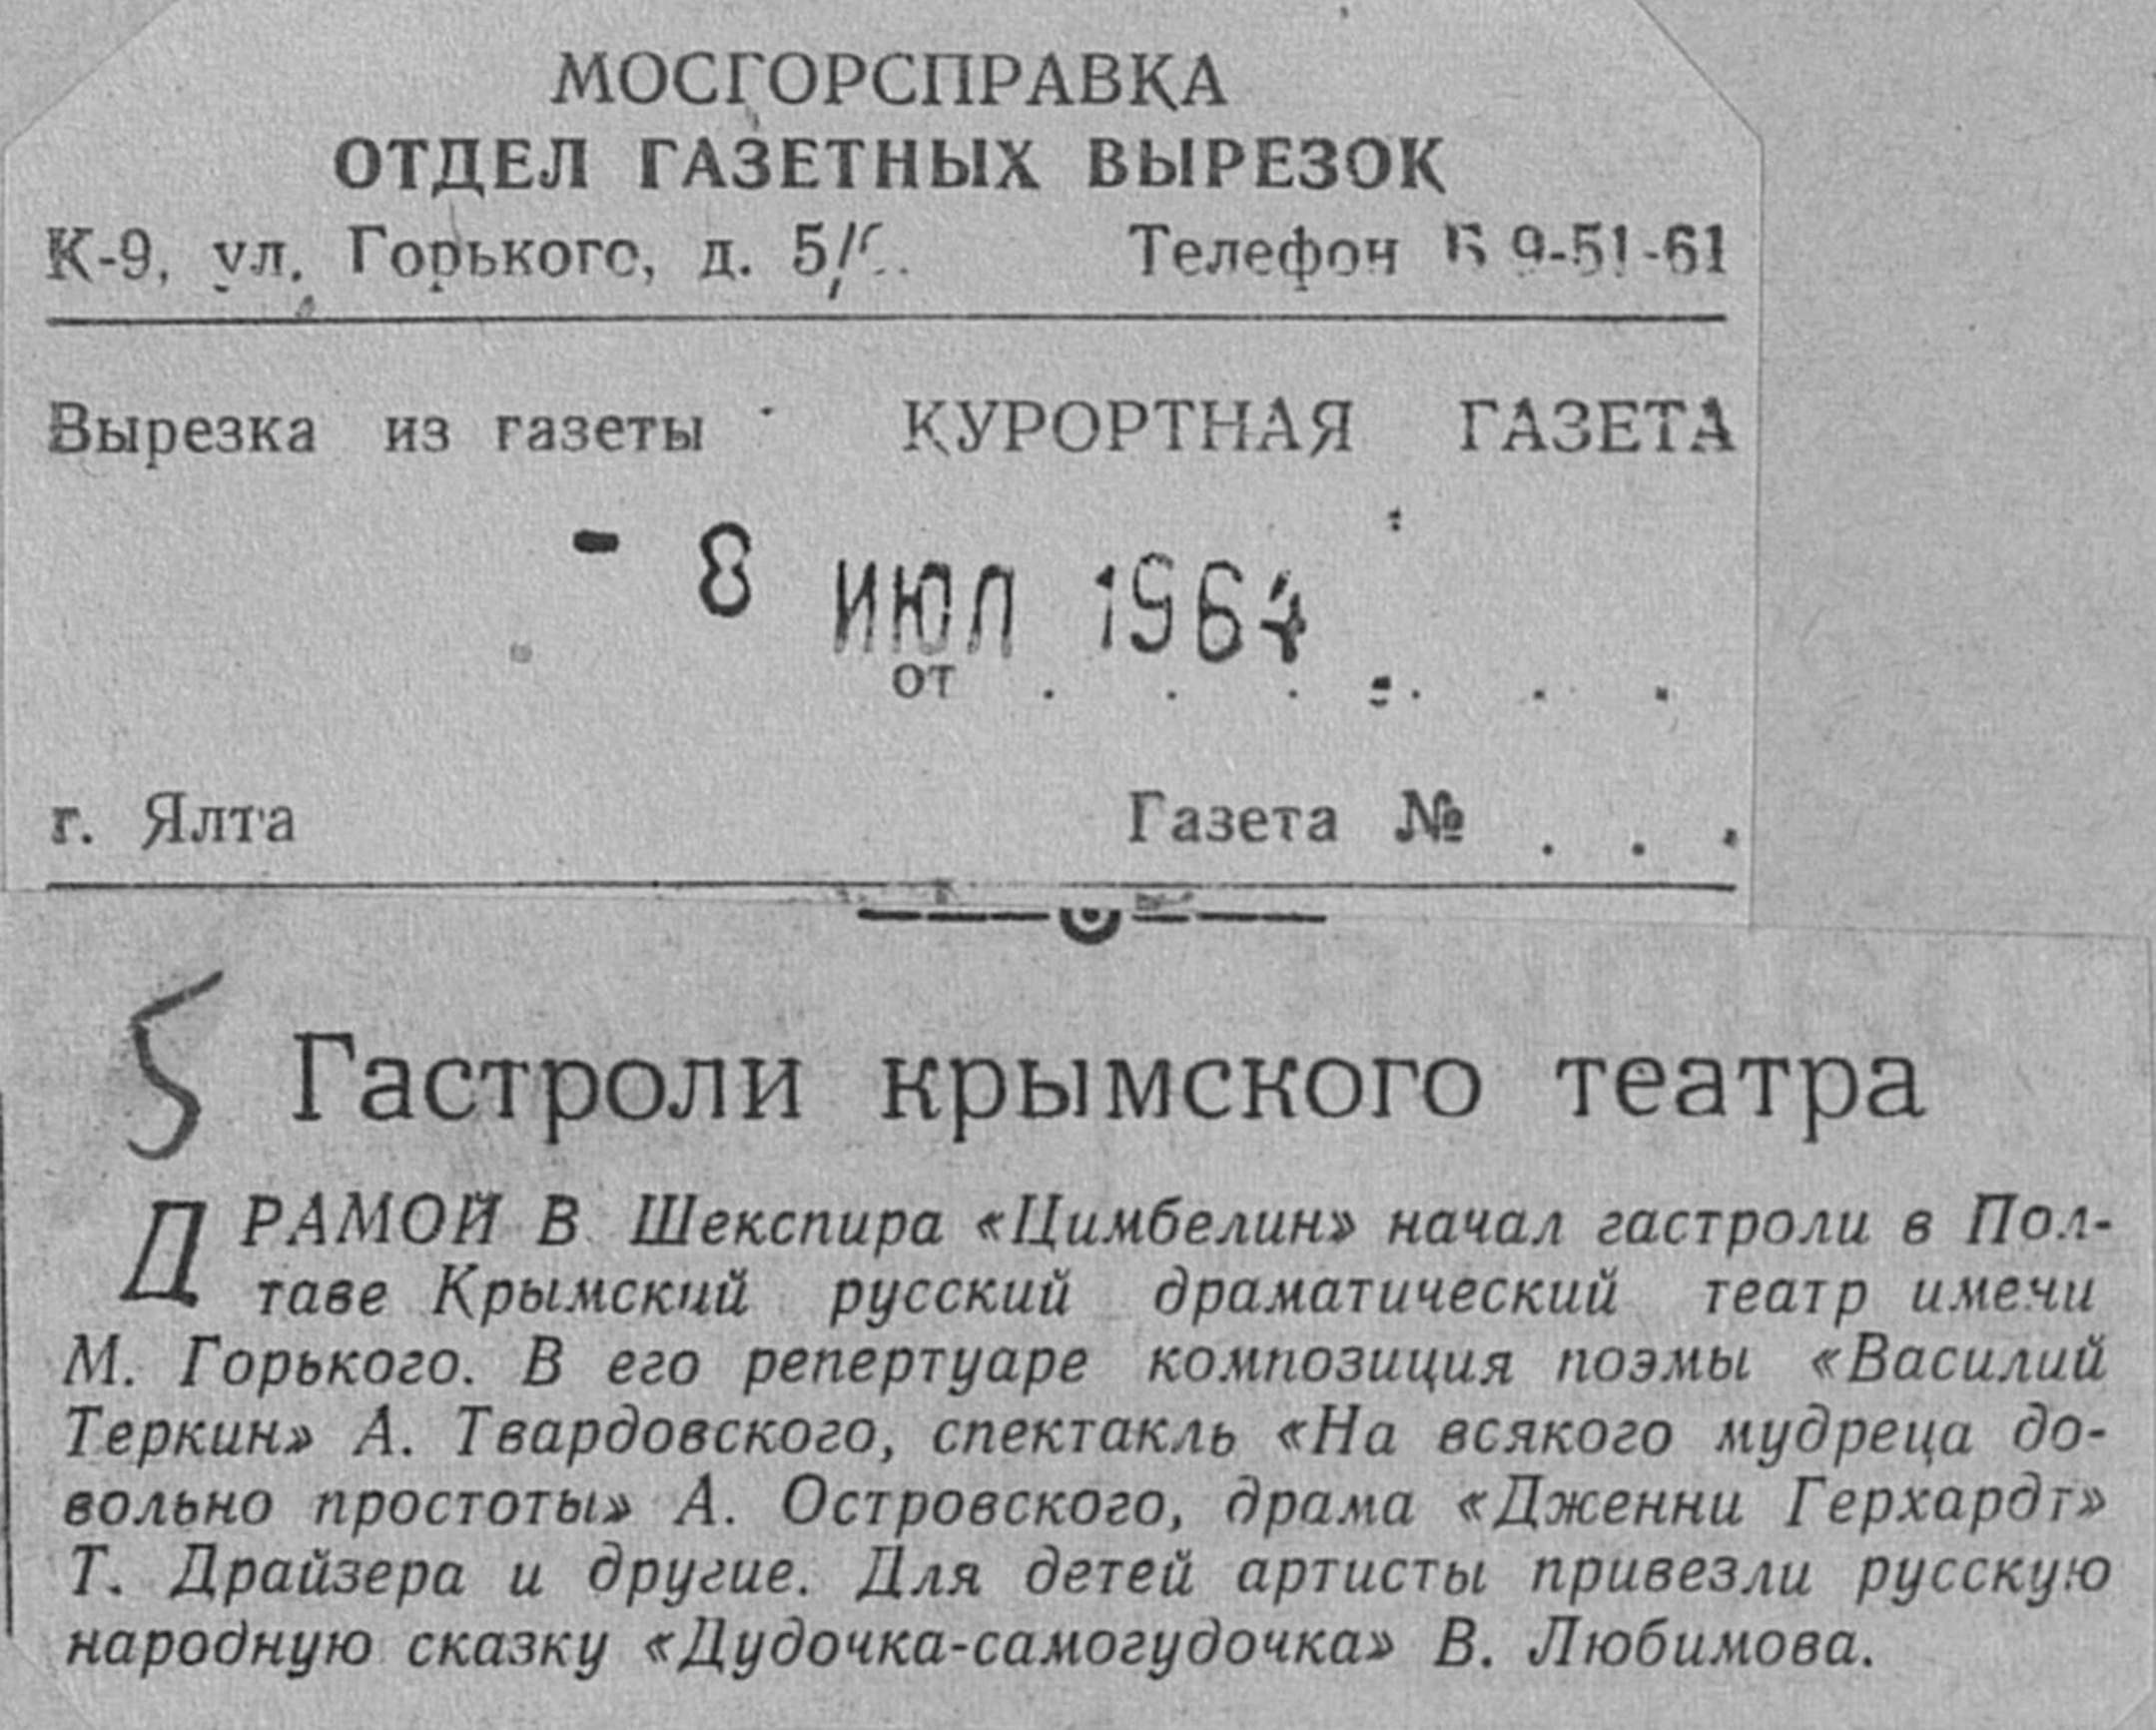 МОСГОРСПРАВКА
ОТДЕЛ ГАЗЕТНЫХ ВЫРЕЗОК
К-9, ул. Горького, д. 5/ Телефон Б 9-51-61
Вырезка из газеты КУРОРТНАЯ ГАЗЕТА
- 8 ИЮЛ 1964
от . . . . . .
г. Ялта Газета № . . .
5 Гастроли крымского театра
ДРАМОЙ В. Шекспира «Цимбелин» начал гастроли в Пол-
таве Крымский русский драматический театр имени
М. Горького. В его репертуаре композиция поэмы «Василий
Теркин» А. Твардовского, спектакль «На всякого мудреца до-
вольно простоты» А. Островского, драма «Дженни Герхардт»
Т. Драйзера и другие. Для детей артисты привезли русскую
народную сказку «Дудочка-самогудочка» В. Любимова.